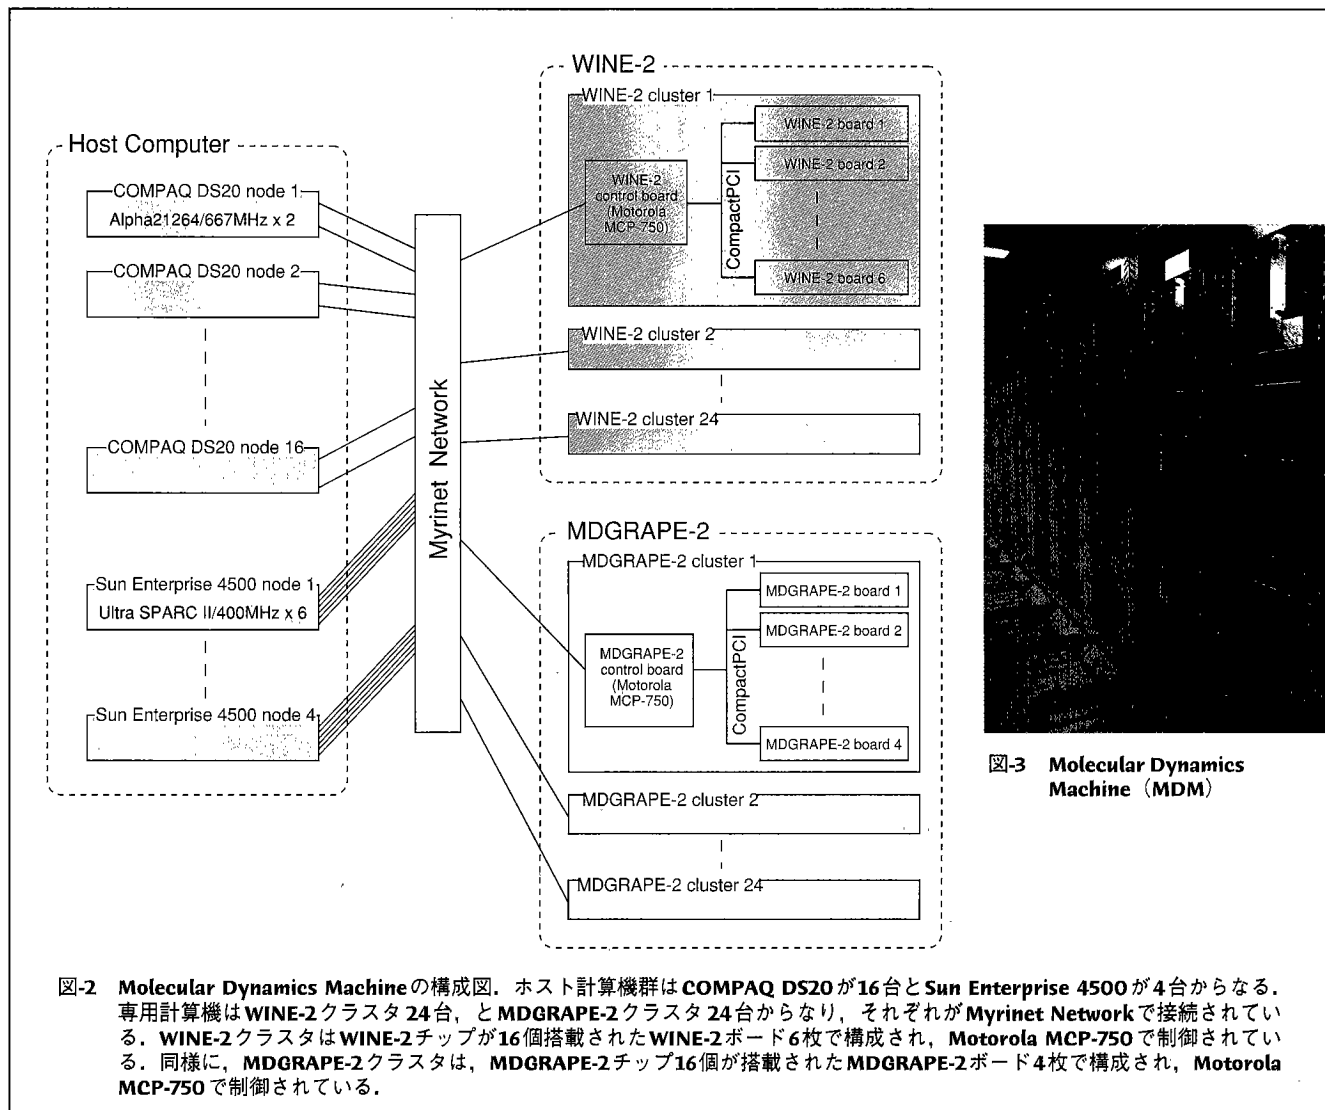 Host Computer
COMPAQ DS20 node 1
Alpha21264/667MHz x 2
COMPAQ DS20 node 2
COMPAQ DS20 node 16
Sun Enterprise 4500 node 1
Ultra SPARC II/400MHz x 6
Sun Enterprise 4500 node 4
Myrinet Network
WINE-2
WINE-2 cluster 1
WINE-2 control board (Motorola MCP-750)
CompactPCI
WINE-2 board 1
WINE-2 board 2
WINE-2 board 6
WINE-2 cluster 2
WINE-2 cluster 24
MDGRAPE-2
MDGRAPE-2 cluster 1
MDGRAPE-2 control board (Motorola MCP-750)
CompactPCI
MDGRAPE-2 board 1
MDGRAPE-2 board 2
MDGRAPE-2 board 4
MDGRAPE-2 cluster 2
MDGRAPE-2 cluster 24
図-3 Molecular Dynamics
Machine（MDM）
図-2 Molecular Dynamics Machineの構成図．ホスト計算機群はCOMPAQ DS20が16台とSun Enterprise 4500が4台からなる．
専用計算機はWINE-2クラスタ24台，とMDGRAPE-2クラスタ24台からなり，それぞれがMyrinet Networkで接続されてい
る．WINE-2クラスタはWINE-2チップが16個搭載されたWINE-2ボード6枚で構成され，Motorola MCP-750で制御されてい
る．同様に，MDGRAPE-2クラスタは，MDGRAPE-2チップ16個が搭載されたMDGRAPE-2ボード4枚で構成され，Motorola
MCP-750で制御されている．